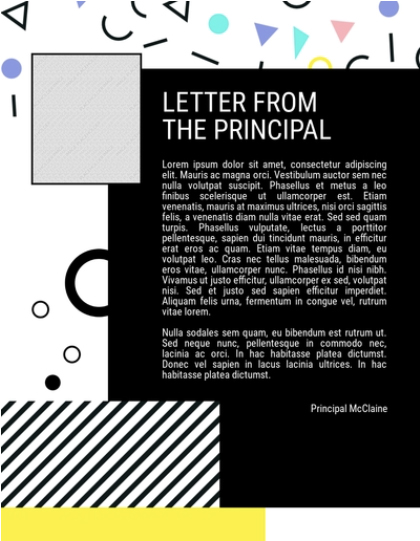 LETTER FROM
THE PRINCIPAL
Lorem ipsum dolor sit amet, consectetur adipiscing
elit. Mauris ac magna orci. Vestibulum auctor sem nec
nulla volutpat suscipit. Phasellus et metus a leo
finibus scelerisque ut ullamcorper est. Etiam
venenatis, mauris at maximus ultrices, nisi orci sagittis
felis, a venenatis diam nulla vitae erat. Sed sed quam
turpis. Phasellus vulputate, lectus a porttitor
pellentesque, sapien dui tincidunt mauris, in efficitur
erat eros ac quam. Etiam vitae tempus diam, eu
volutpat leo. Cras nec tellus malesuada, bibendum
eros vitae, ullamcorper nunc. Phasellus id nisi nibh.
Vivamus ut justo efficitur, ullamcorper ex sed, volutpat
nisi. Sed et justo sed sapien efficitur imperdiet.
Aliquam felis urna, fermentum in congue vel, rutrum
vitae lorem.
Nulla sodales sem quam, eu bibendum est rutrum ut.
Sed neque nunc, pellentesque in commodo nec,
lacinia ac orci. In hac habitasse platea dictumst.
Donec vel sapien in lacus lacinia ultrices. In hac
habitasse platea dictumst.
Principal McClaine